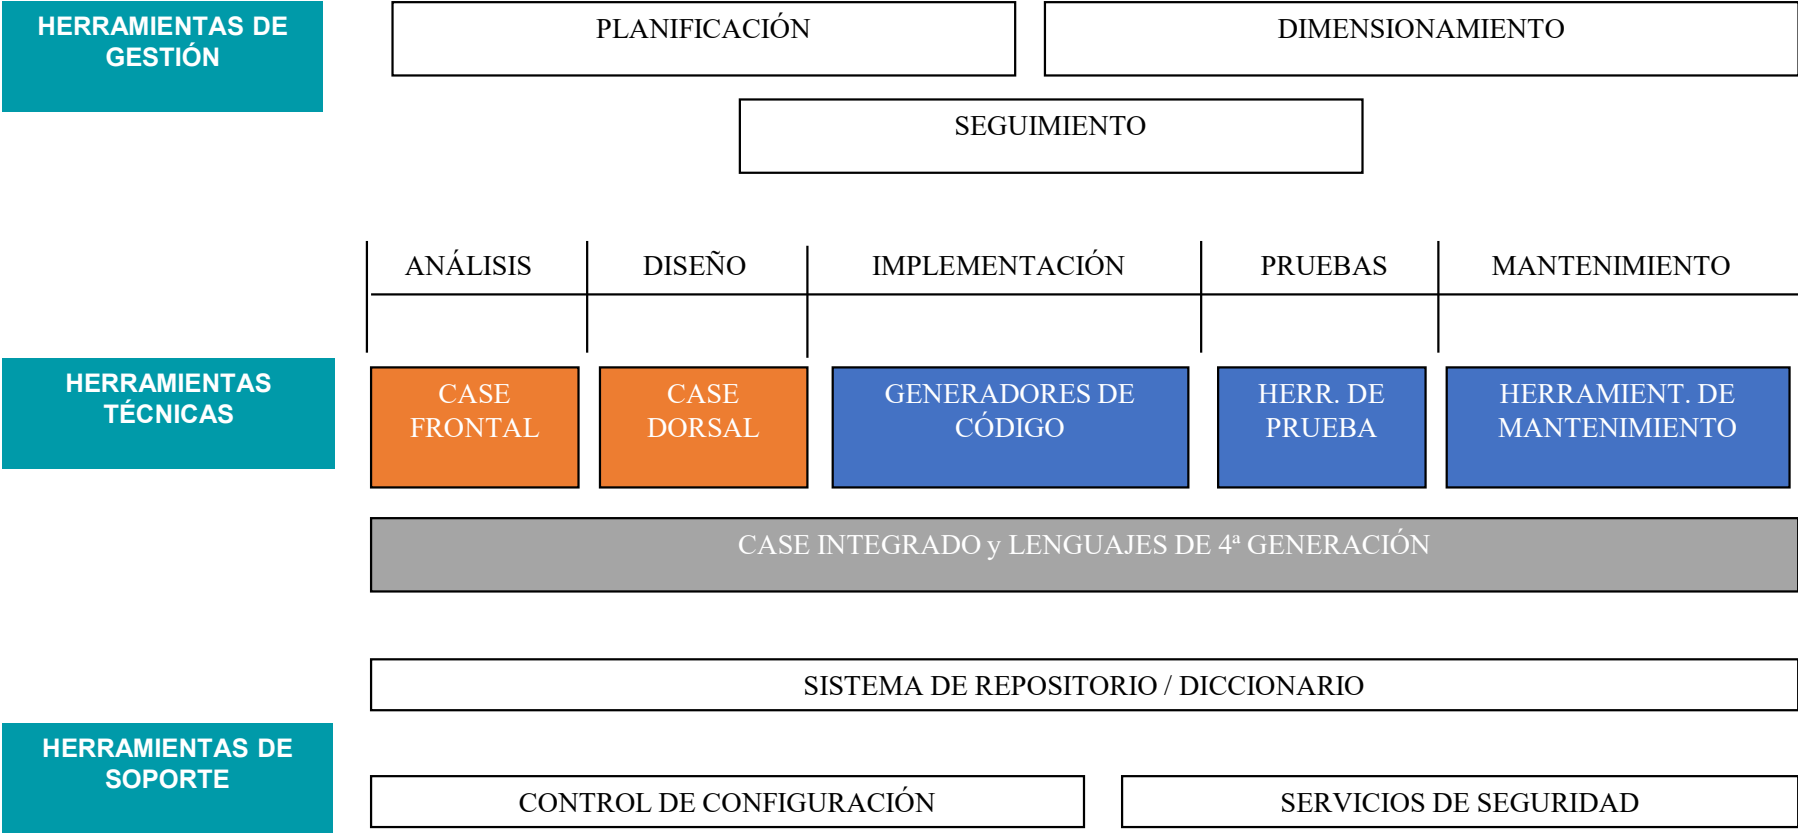 HERRAMIENTAS DE
GESTIÓN
PLANIFICACIÓN
DIMENSIONAMIENTO
SEGUIMIENTO
ANÁLISIS
DISEÑO
IMPLEMENTACIÓN
PRUEBAS
MANTENIMIENTO
HERRAMIENTAS
TÉCNICAS
CASE
FRONTAL
CASE
DORSAL
GENERADORES DE
CÓDIGO
HERR. DE
PRUEBA
HERRAMIENT. DE
MANTENIMIENTO
CASE INTEGRADO y LENGUAJES DE 4ª GENERACIÓN
SISTEMA DE REPOSITORIO / DICCIONARIO
HERRAMIENTAS DE
SOPORTE
CONTROL DE CONFIGURACIÓN
SERVICIOS DE SEGURIDAD